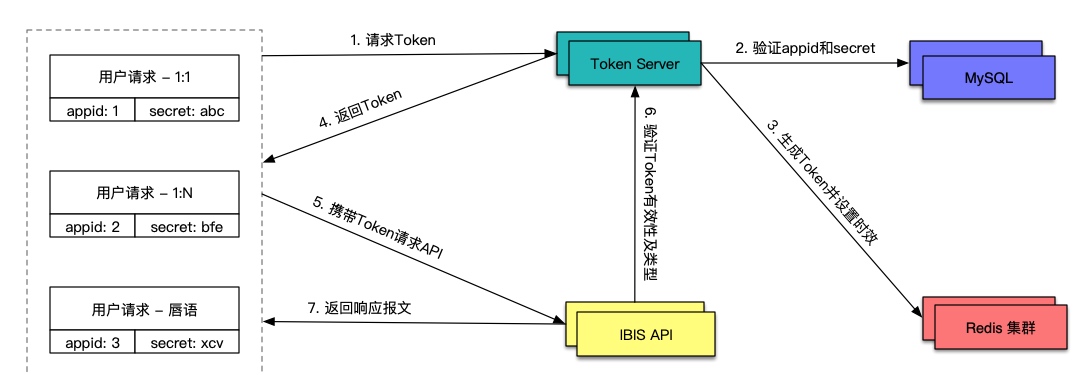 1. 请求Token
2. 验证appid和secret
Token Server
MySQL
用户请求 – 1:1
appid: 1
secret: abc
4. 返回Token
3. 生成Token并设置时效
6. 验证Token有效性及类型
用户请求 – 1:N
appid: 2
secret: bfe
5. 携带Token请求API
用户请求 – 唇语
appid: 3
secret: xcv
7. 返回响应报文
IBIS API
Redis 集群